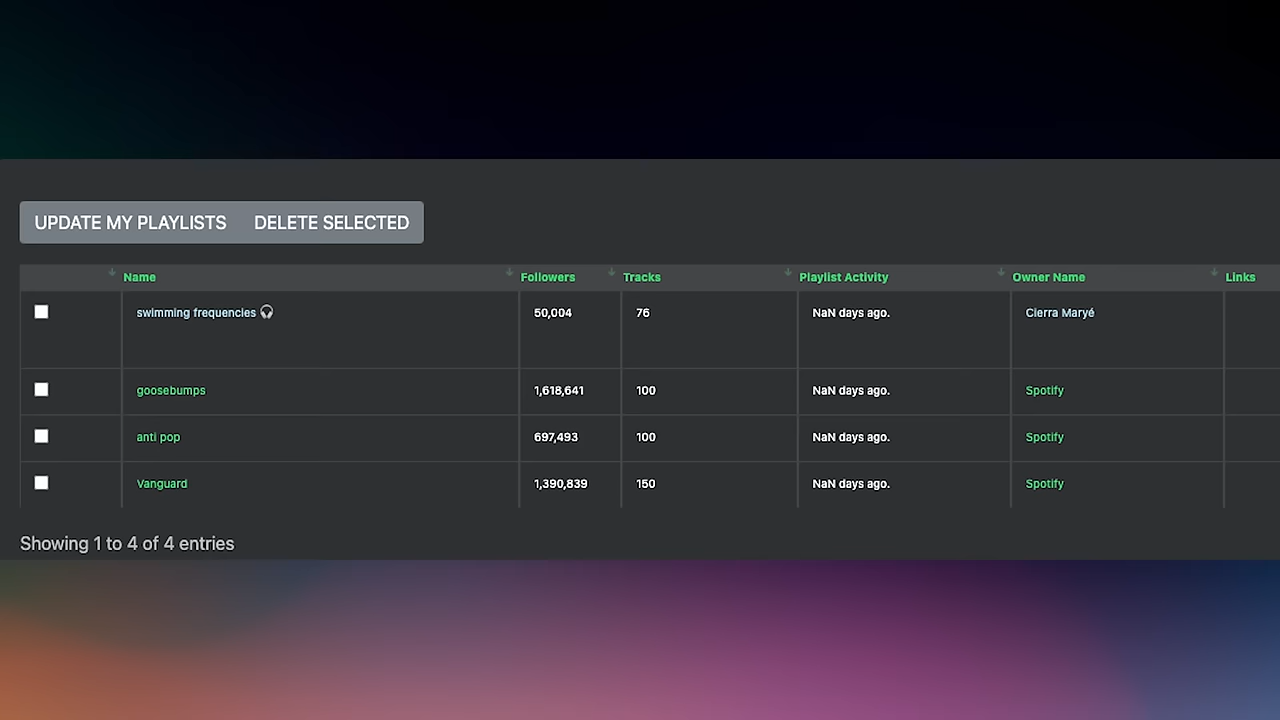 UPDATE MY PLAYLISTS DELETE SELECTED
Name Followers Tracks Playlist Activity Owner Name Links
swimming frequencies 🎧 50,004 76 NaN days ago. Cierra Maryé
goosebumps 1,618,641 100 NaN days ago. Spotify
anti pop 697,493 100 NaN days ago. Spotify
Vanguard 1,390,839 150 NaN days ago. Spotify
Showing 1 to 4 of 4 entries